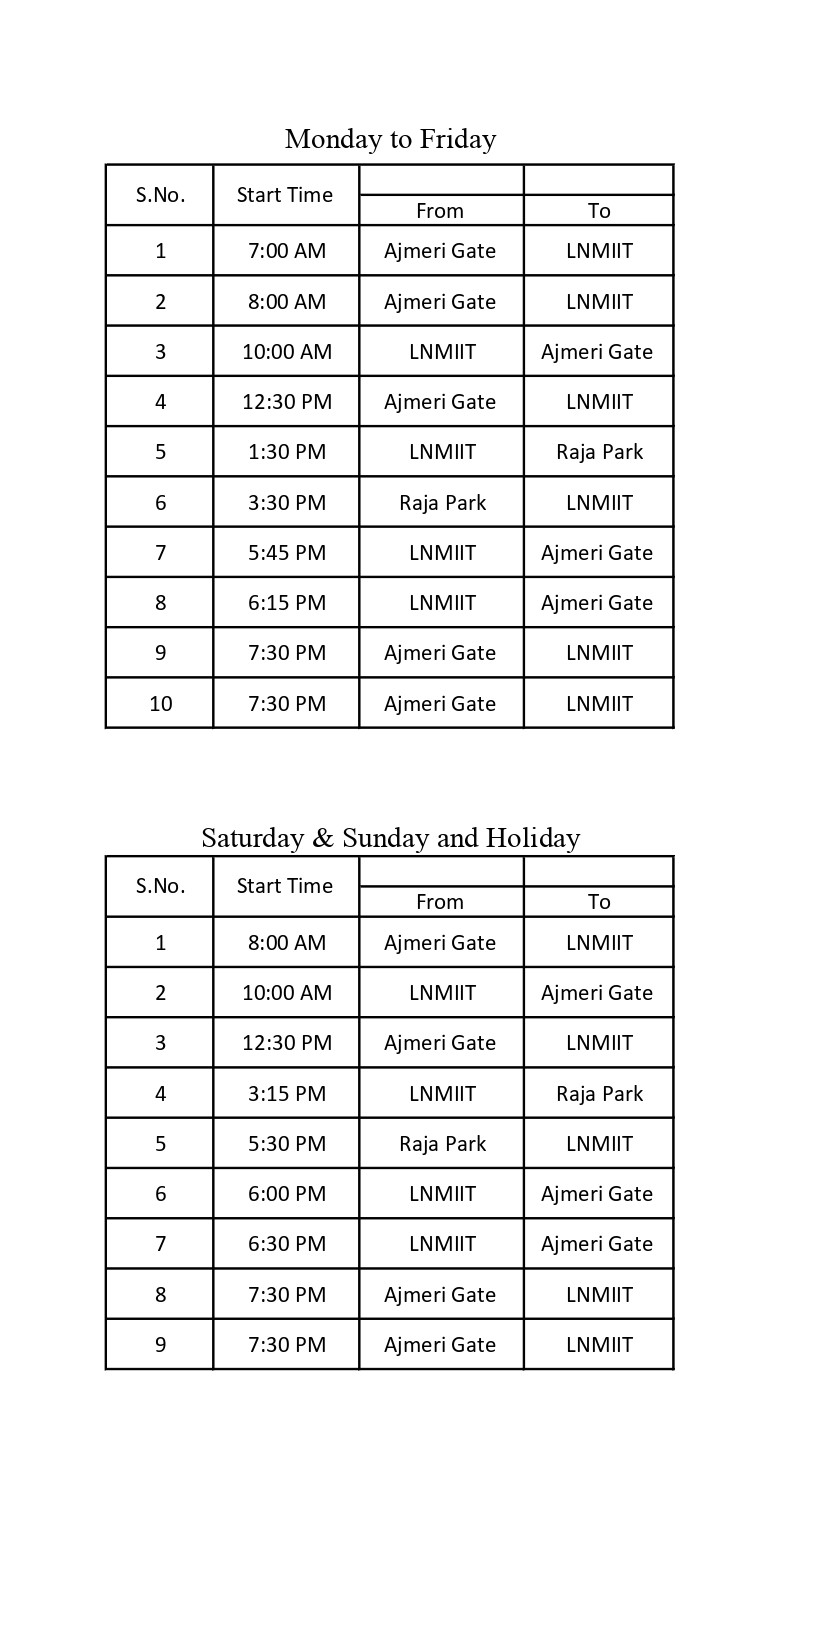 Monday to Friday
S.No. Start Time From To
1 7:00 AM Ajmeri Gate LNMIIT
2 8:00 AM Ajmeri Gate LNMIIT
3 10:00 AM LNMIIT Ajmeri Gate
4 12:30 PM Ajmeri Gate LNMIIT
5 1:30 PM LNMIIT Raja Park
6 3:30 PM Raja Park LNMIIT
7 5:45 PM LNMIIT Ajmeri Gate
8 6:15 PM LNMIIT Ajmeri Gate
9 7:30 PM Ajmeri Gate LNMIIT
10 7:30 PM Ajmeri Gate LNMIIT
Saturday & Sunday and Holiday
S.No. Start Time From To
1 8:00 AM Ajmeri Gate LNMIIT
2 10:00 AM LNMIIT Ajmeri Gate
3 12:30 PM Ajmeri Gate LNMIIT
4 3:15 PM LNMIIT Raja Park
5 5:30 PM Raja Park LNMIIT
6 6:00 PM LNMIIT Ajmeri Gate
7 6:30 PM LNMIIT Ajmeri Gate
8 7:30 PM Ajmeri Gate LNMIIT
9 7:30 PM Ajmeri Gate LNMIIT